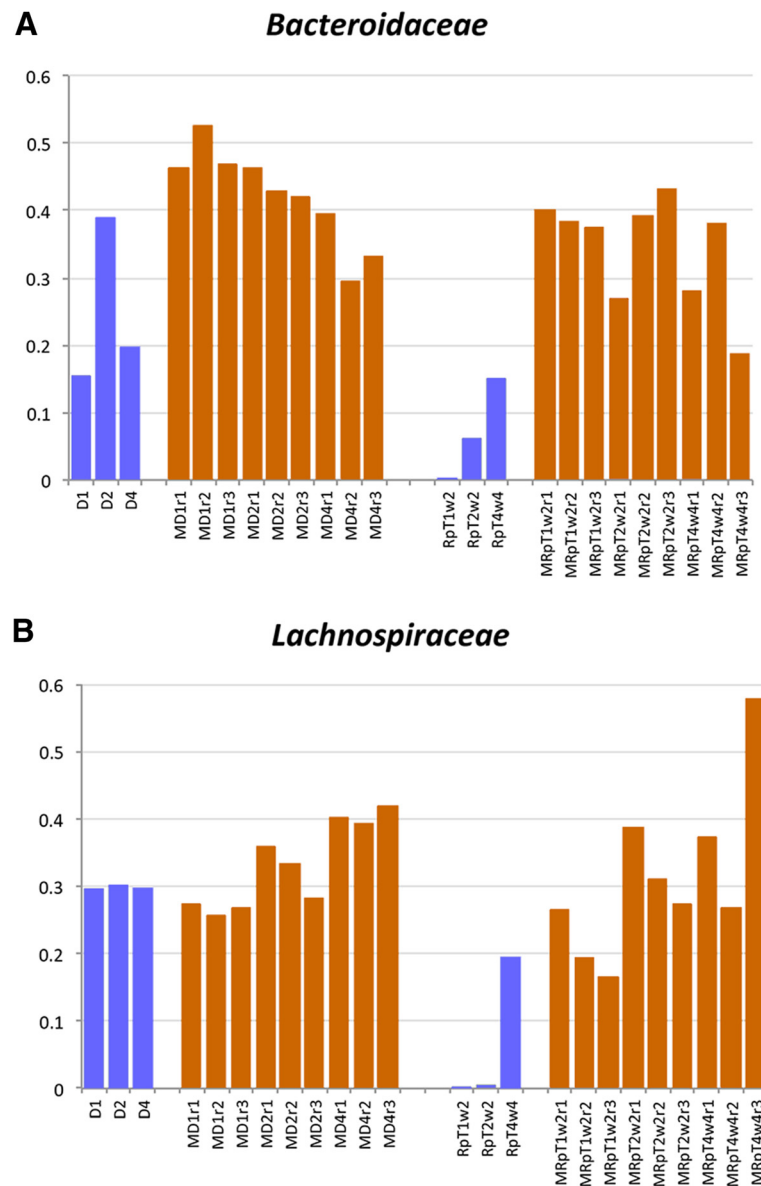 A
Bacteroidaceae
0.6
0.5
0.4
0.3
0.2
0.1
0
D1
D2
D4
MD1r1
MD1r2
MD1r3
MD2r1
MD2r2
MD2r3
MD4r1
MD4r2
MD4r3
RpT1w2
RpT2w2
RpT4w4
MRpT1w2r1
MRpT1w2r2
MRpT1w2r3
MRpT2w2r1
MRpT2w2r2
MRpT2w2r3
MRpT4w4r1
MRpT4w4r2
MRpT4w4r3
B
Lachnospiraceae
0.6
0.5
0.4
0.3
0.2
0.1
0
D1
D2
D4
MD1r1
MD1r2
MD1r3
MD2r1
MD2r2
MD2r3
MD4r1
MD4r2
MD4r3
RpT1w2
RpT2w2
RpT4w4
MRpT1w2r1
MRpT1w2r2
MRpT1w2r3
MRpT2w2r1
MRpT2w2r2
MRpT2w2r3
MRpT4w4r1
MRpT4w4r2
MRpT4w4r3